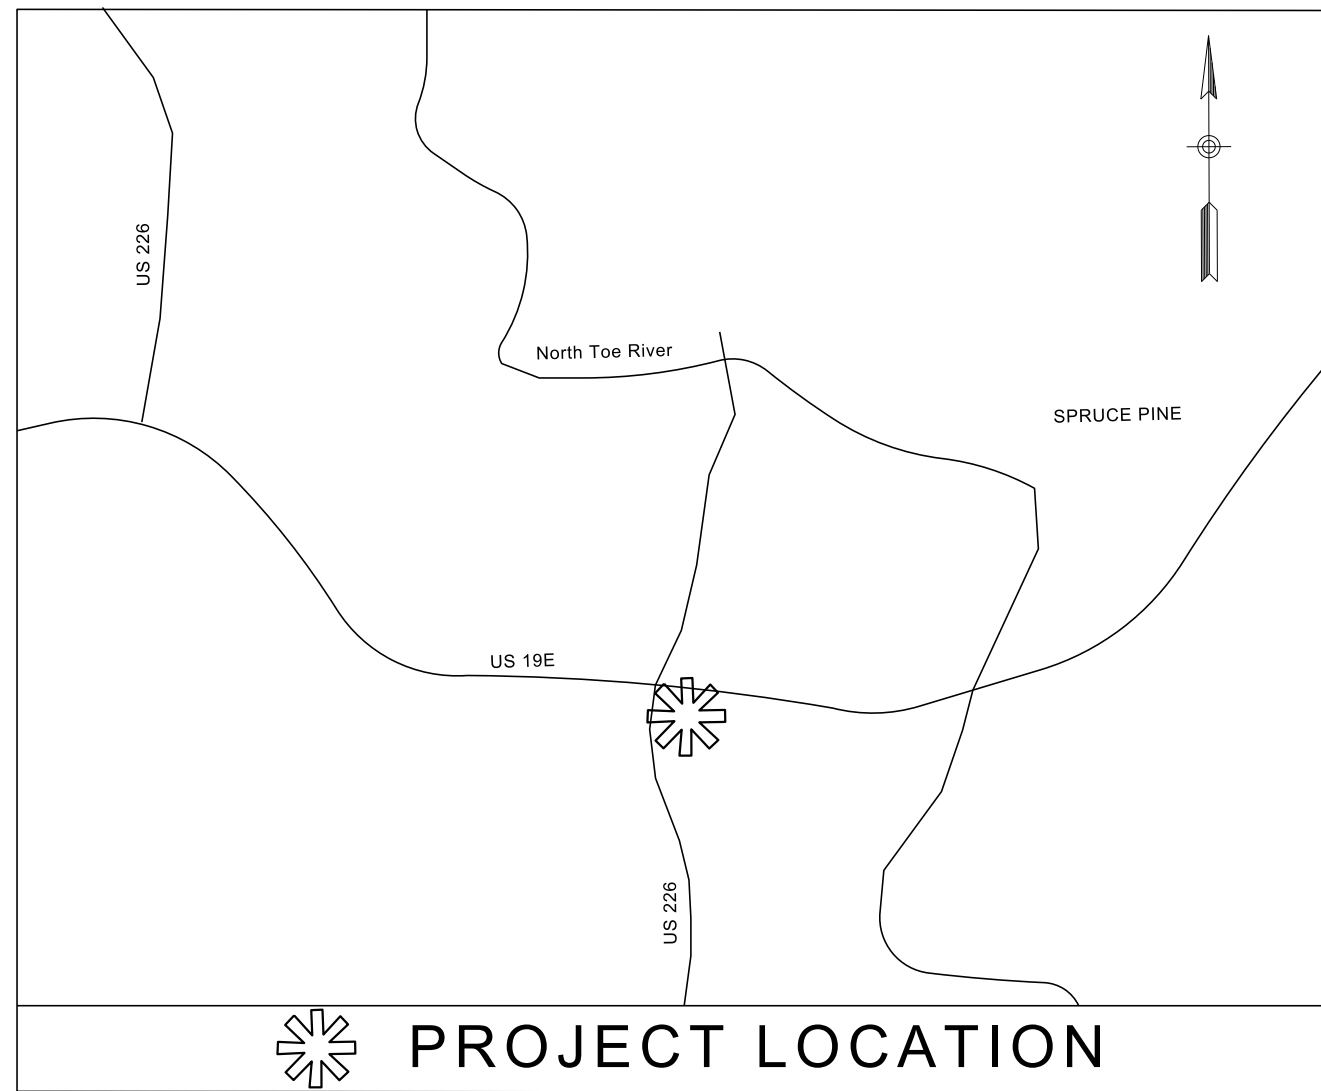 US 226
North Toe River
SPRUCE PINE
US 19E
US 226
PROJECT LOCATION